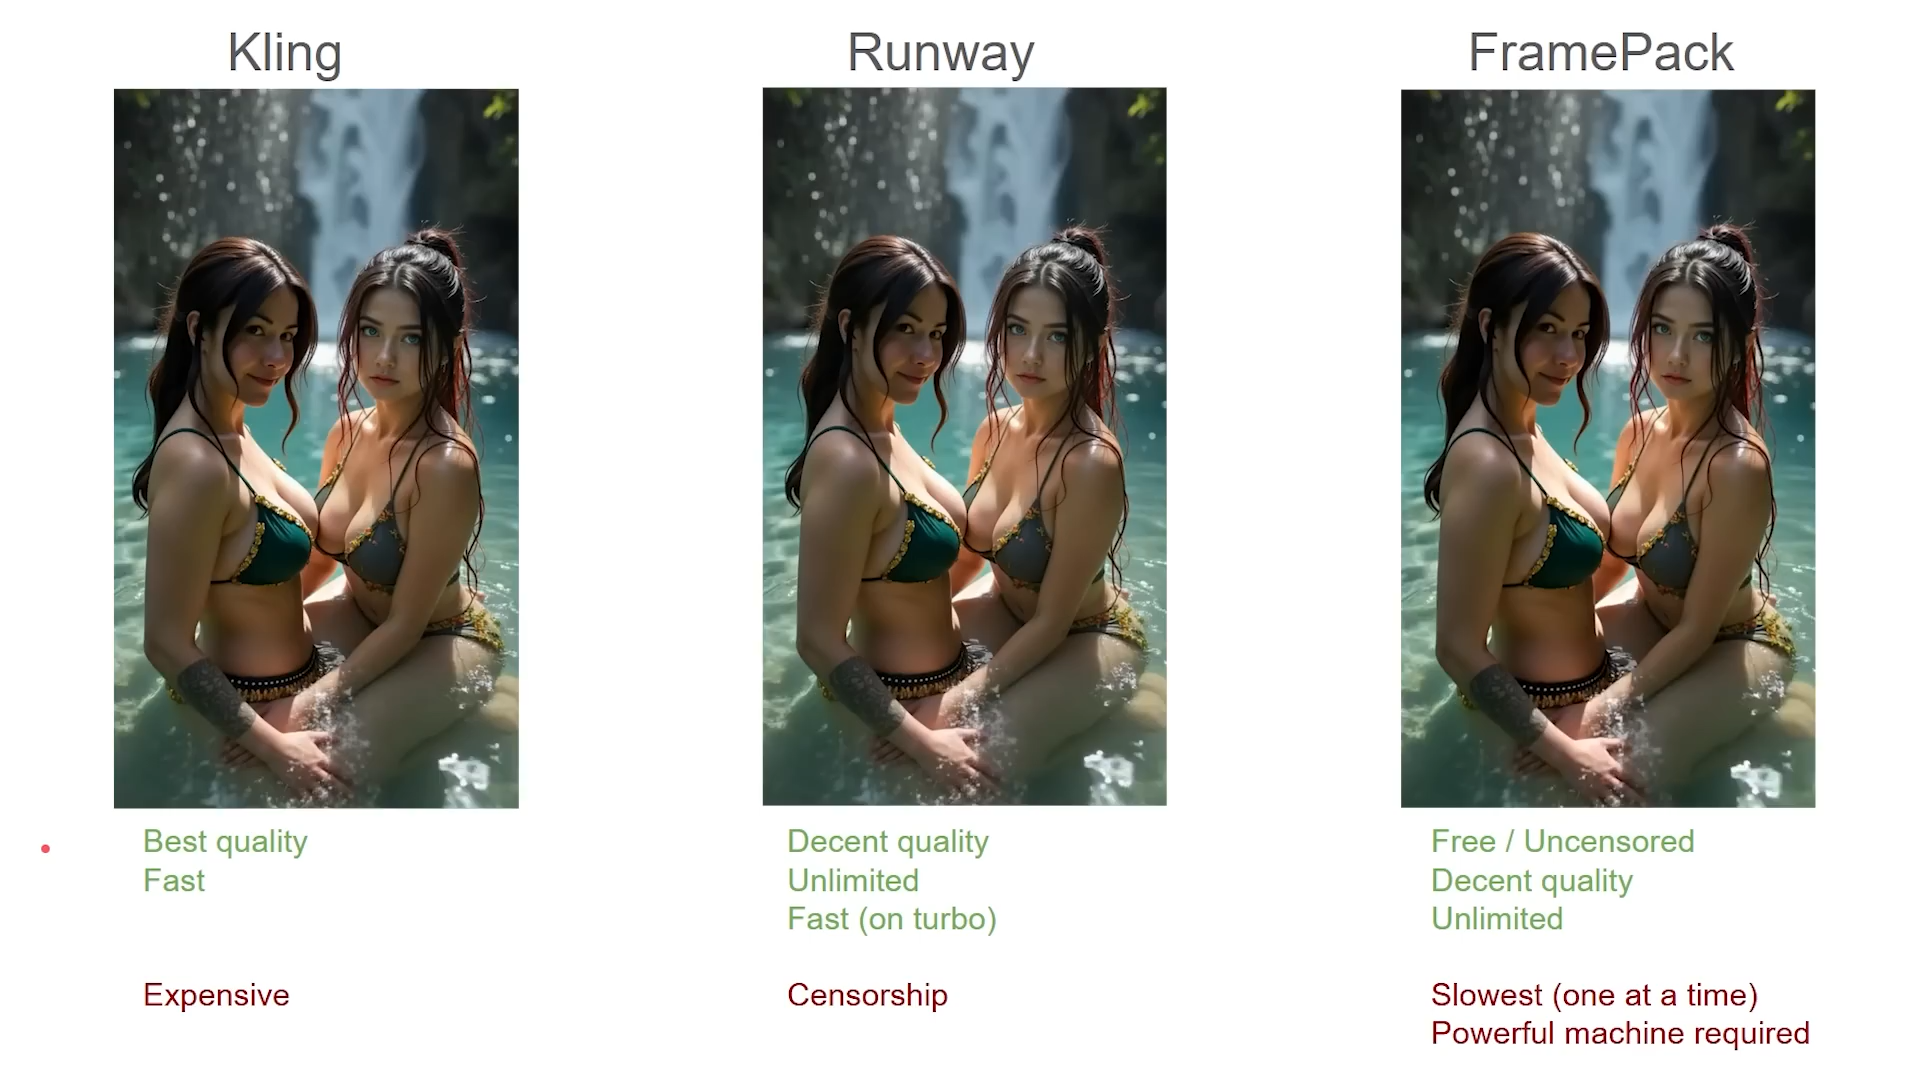 Kling
Best quality
Fast
Expensive
Runway
Decent quality
Unlimited
Fast (on turbo)
Censorship
FramePack
Free / Uncensored
Decent quality
Unlimited
Slowest (one at a time)
Powerful machine required